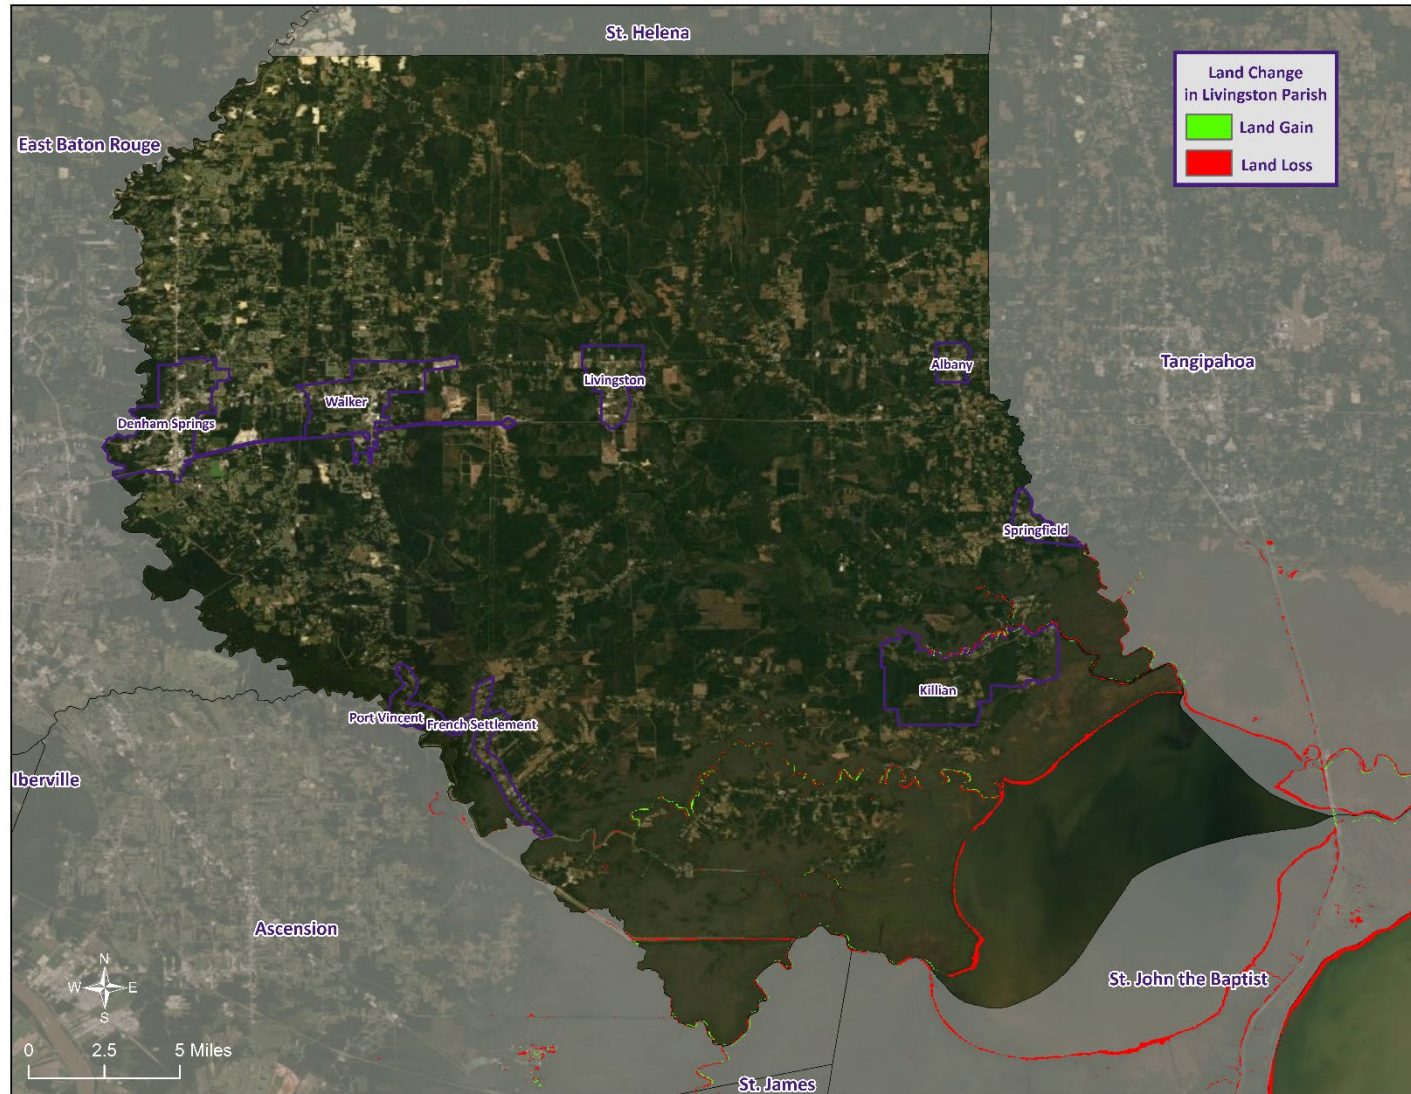 St. Helena
Land Change
in Livingston Parish
Land Gain
Land Loss
East Baton Rouge
Tangipahoa
Albany
Livingston
Walker
Denham Springs
Springfield
Killian
Port Vincent
French Settlement
Iberville
Ascension
St. John the Baptist
N
W
E
S
0 2.5 5 Miles
St. James